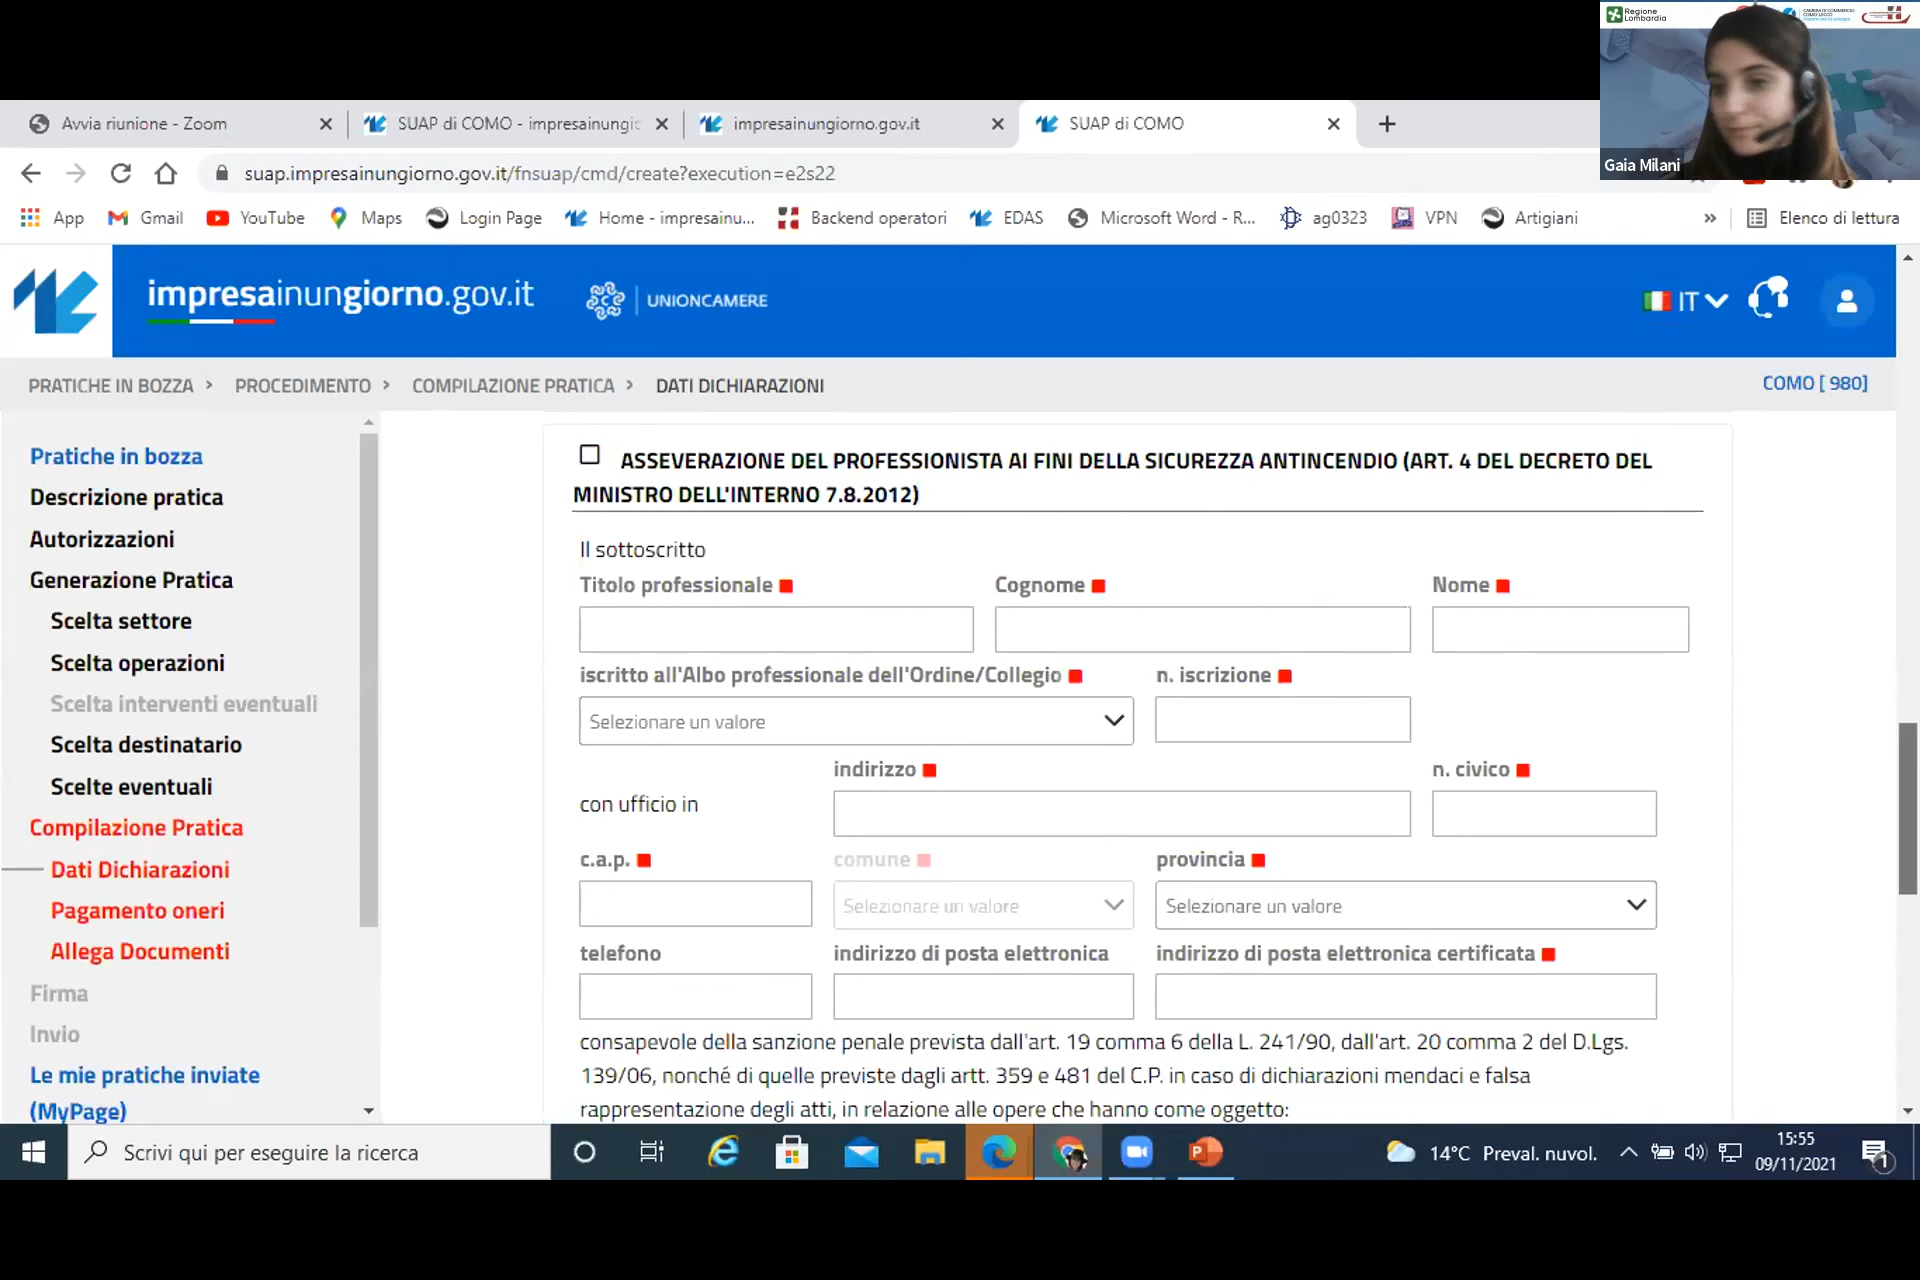 Regione
Lombardia
CAMERA DI COMMERCIO
COMO-LECCO
Gaia Milani
Avvia riunione - Zoom
SUAP di COMO - impresainungi
impresainungiorno.gov.it
SUAP di COMO
suap.impresainungiorno.gov.it/fnsuap/cmd/create?execution=e2s22
App
Gmail
YouTube
Maps
Login Page
Home - impresainu...
Backend operatori
EDAS
Microsoft Word - R...
ag0323
VPN
Artigiani
»
Elenco di lettura
impresainungiorno.gov.it
UNIONCAMERE
IT
PRATICHE IN BOZZA > PROCEDIMENTO > COMPILAZIONE PRATICA > DATI DICHIARAZIONI
COMO [ 980]
Pratiche in bozza
Descrizione pratica
Autorizzazioni
Generazione Pratica
Scelta settore
Scelta operazioni
Scelta interventi eventuali
Scelta destinatario
Scelte eventuali
Compilazione Pratica
Dati Dichiarazioni
Pagamento oneri
Allega Documenti
Firma
Invio
Le mie pratiche inviate
(MyPage)
ASSEVERAZIONE DEL PROFESSIONISTA AI FINI DELLA SICUREZZA ANTINCENDIO (ART. 4 DEL DECRETO DEL
MINISTRO DELL'INTERNO 7.8.2012)
Il sottoscritto
Titolo professionale
Cognome
Nome
iscritto all'Albo professionale dell'Ordine/Collegio
n. iscrizione
Selezionare un valore
indirizzo
n. civico
con ufficio in
c.a.p.
comune
provincia
Selezionare un valore
Selezionare un valore
telefono
indirizzo di posta elettronica
indirizzo di posta elettronica certificata
consapevole della sanzione penale prevista dall'art. 19 comma 6 della L. 241/90, dall'art. 20 comma 2 del D.Lgs.
139/06, nonché di quelle previste dagli artt. 359 e 481 del C.P. in caso di dichiarazioni mendaci e falsa
rappresentazione degli atti, in relazione alle opere che hanno come oggetto:
Scrivi qui per eseguire la ricerca
14°C Preval. nuvol.
15:55
09/11/2021
1